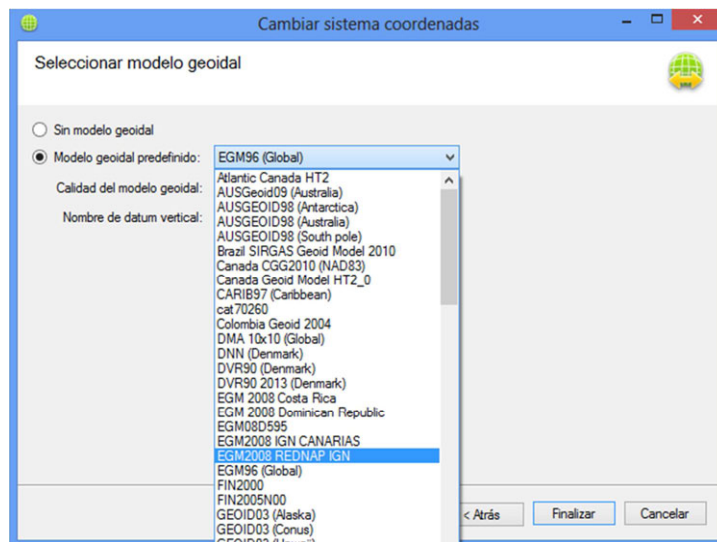 Cambiar sistema coordenadas
Seleccionar modelo geoidal
Sin modelo geoidal
Modelo geoidal predefinido:
EGM96 (Global)
Calidad del modelo geoidal:
Nombre de datum vertical:
Atlantic Canada HT2
AUSGeoid09 (Australia)
AUSGEOID98 (Antarctica)
AUSGEOID98 (Australia)
AUSGEOID98 (South pole)
Brazil SIRGAS Geoid Model 2010
Canada CGG2010 (NAD83)
Canada Geoid Model HT2_0
CARIB97 (Caribbean)
cat70260
Colombia Geoid 2004
DMA 10x10 (Global)
DNN (Denmark)
DVR90 (Denmark)
DVR90 2013 (Denmark)
EGM 2008 Costa Rica
EGM 2008 Dominican Republic
EGM08D595
EGM2008 IGN CANARIAS
EGM2008 REDNAP IGN
EGM96 (Global)
FIN2000
FIN2005N00
GEOID03 (Alaska)
GEOID03 (Conus)
< Atrás
Finalizar
Cancelar